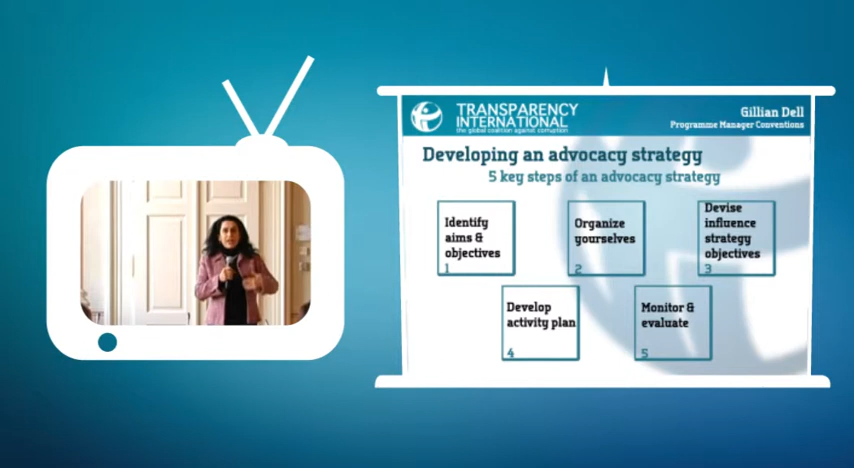 TRANSPARENCY
INTERNATIONAL
the global coalition against corruption
Gillian Dell
Programme Manager Conventions
Developing an advocacy strategy
5 key steps of an advocacy strategy
Identify
aims &
objectives
1
Organize
yourselves
2
Devise
influence
strategy
objectives
3
Develop
activity plan
4
Monitor &
evaluate
5